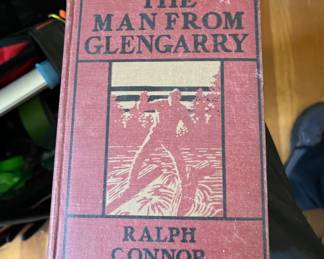 THE
MAN FROM
GLENGARRY
RALPH
CONNOR